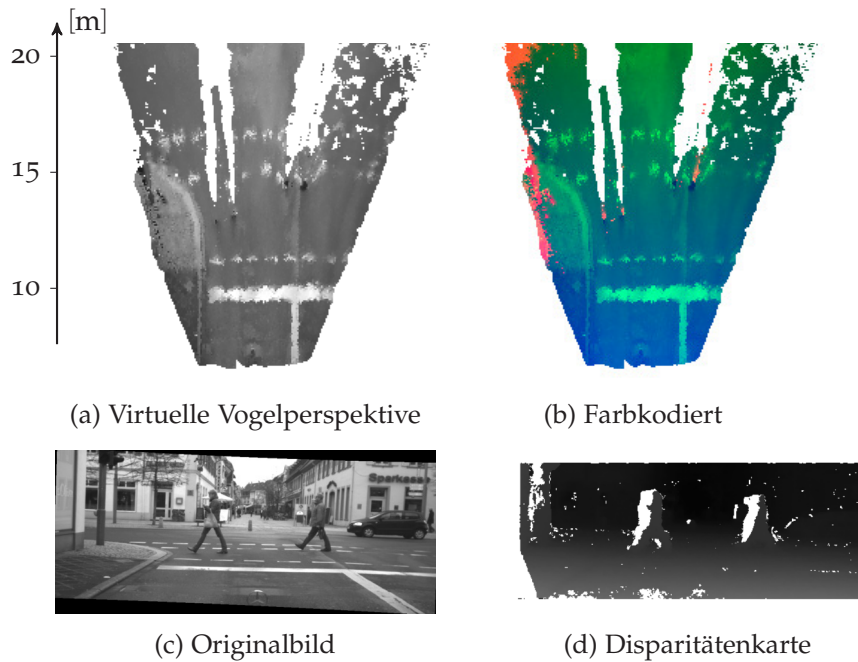 [m]
20
15
10
(a) Virtuelle Vogelperspektive
(b) Farbkodiert
Sparkasse
(c) Originalbild
(d) Disparitätenkarte